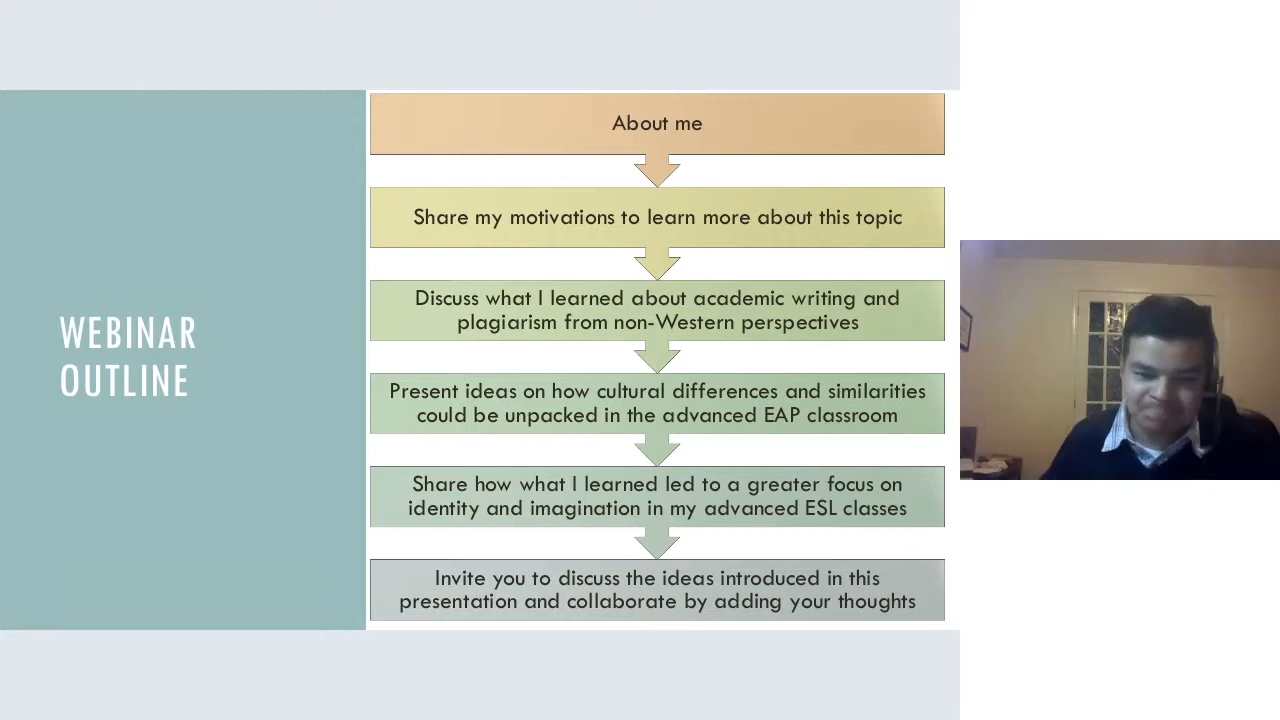 WEBINAR
OUTLINE
About me
Share my motivations to learn more about this topic
Discuss what I learned about academic writing and
plagiarism from non-Western perspectives
Present ideas on how cultural differences and similarities
could be unpacked in the advanced EAP classroom
Share how what I learned led to a greater focus on
identity and imagination in my advanced ESL classes
Invite you to discuss the ideas introduced in this
presentation and collaborate by adding your thoughts